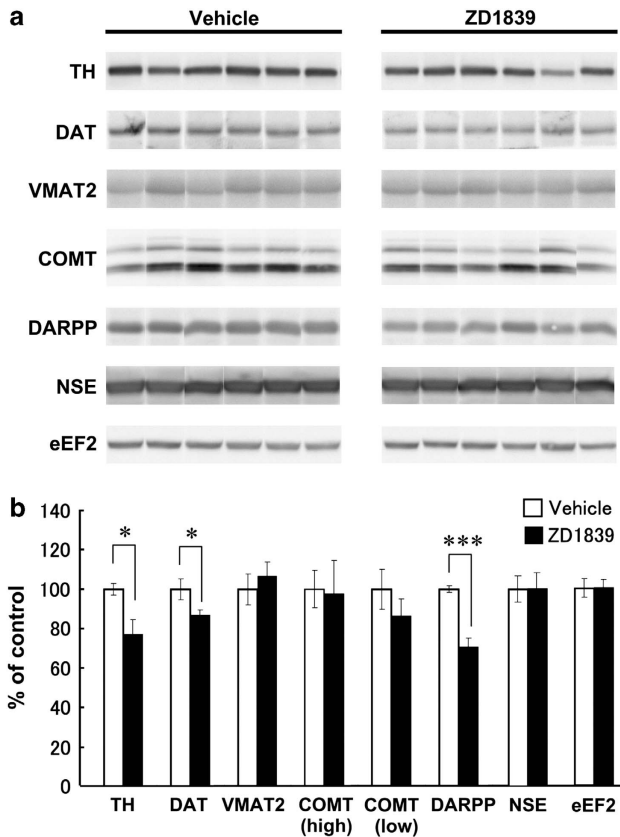 a
Vehicle ZD1839
TH
DAT
VMAT2
COMT
DARPP
NSE
eEF2
b
140
120
100
80
60
40
20
0
% of control
Vehicle
ZD1839
* * ***
TH DAT VMAT2 COMT COMT DARPP NSE eEF2
(high) (low)